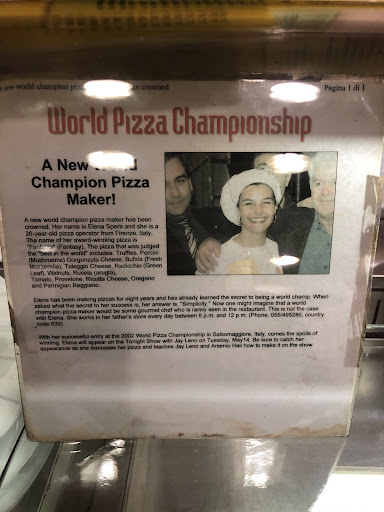 new world champion pizz
crowned
Pagina 1 di 1
World Pizza Championship
A New World
Champion Pizza
Maker!
A new world champion pizza maker has been
crowned. Her name is Elena Spera and she is a
26-year-old pizza operator from Firenze, Italy.
The name of her award-winning pizza is
(Fantasy). The pizza that was judged
the "best in the world" includes: Truffles, Porcini
(Mushrooms) Gorgonzola Cheese, Bufala (Fresh
Mozzarella), Taleggio Cheese, Radicchio (Green
Leaf), Walnuts, Rucola (arugla),
Tomato, Provelone, Ricotta Cheese, Oregano
and Parmigian Reggiano.
Elena has been making pizzas for eight years and has already learned the secret to being a world champ. When
asked what the secret to her success is, her answer is, "Simplicity." Now one might imagine that a world
champion pizza maker would be some gourmet chef who is rarely seen in the restaurant. This is not the case
with Elena. She works in her father's store every day between 6 p.m. and 12 p.m. (Phone: 055/495286, country
code 039).
With her successful entry at the 2002 World Pizza Championship in Salsomaggiore, Italy, comes the spoils of
winning. Elena will appear on the Tonight Show with Jay Leno on Tuesday, May14. Be sure to catch her
appearance as she discusses her pizza and teaches Jay Leno and Arsenio Hall how to make it on the show